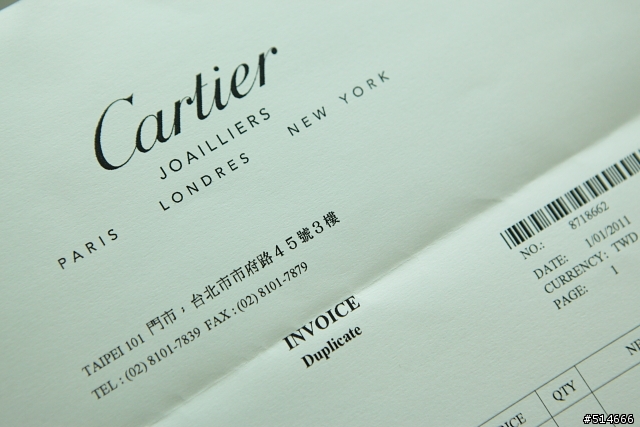 Cartier
JOAILLIERS
PARIS LONDRES NEW YORK
TAIPEI 101 門市，台北市市府路４５號３樓
TEL : (02) 8101-7839 FAX : (02) 8101-7879
INVOICE
Duplicate
NO.: 8718662
DATE: 1/01/2011
CURRENCY: TWD
PAGE: 1
QTY
#514666